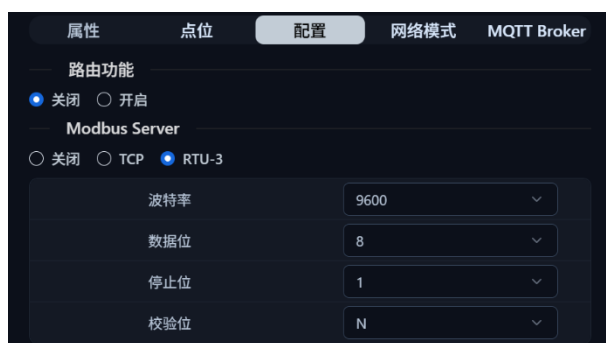 属性 点位 配置 网络模式 MQTT Broker
路由功能
关闭 开启
Modbus Server
关闭 TCP RTU-3
波特率 9600
数据位 8
停止位 1
校验位 N